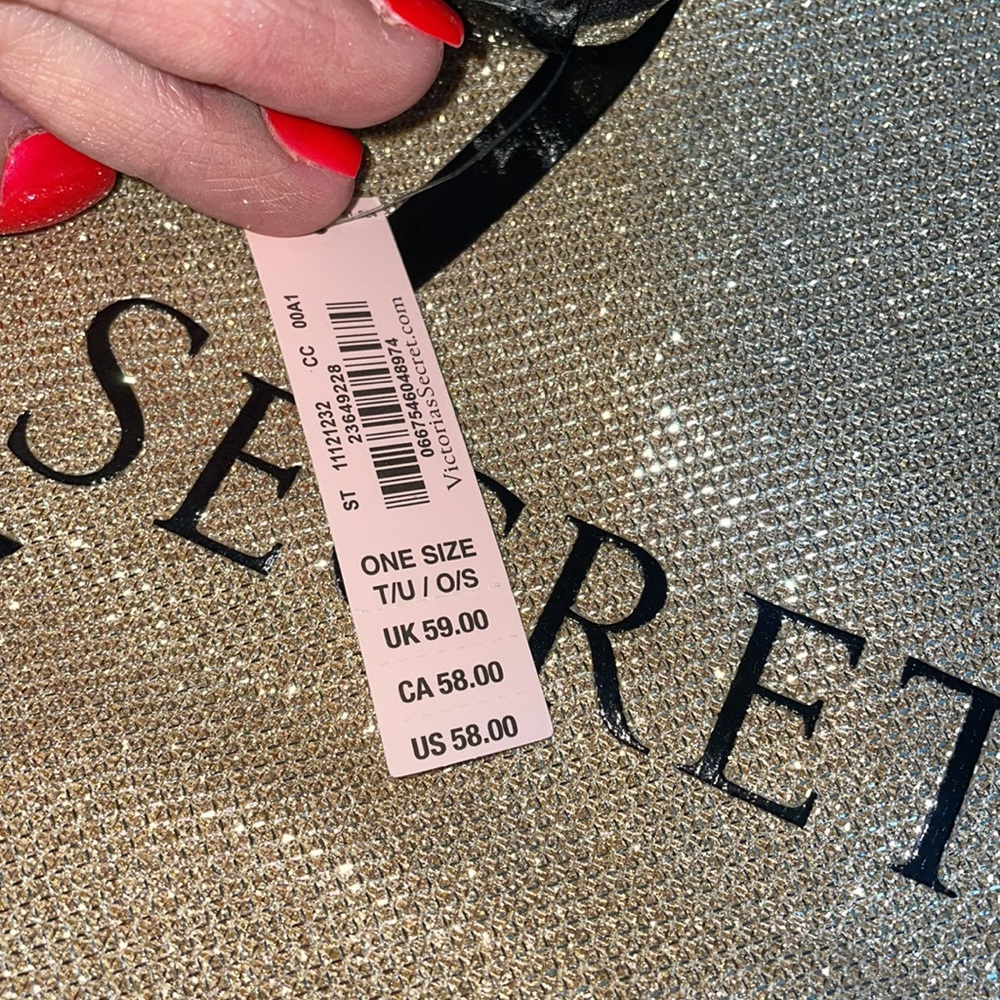 SECRET
ST 11121232 CC 00A1
23649228
0667546048974
VictoriasSecret.com
ONE SIZE
T/U / O/S
UK 59.00
CA 58.00
US 58.00